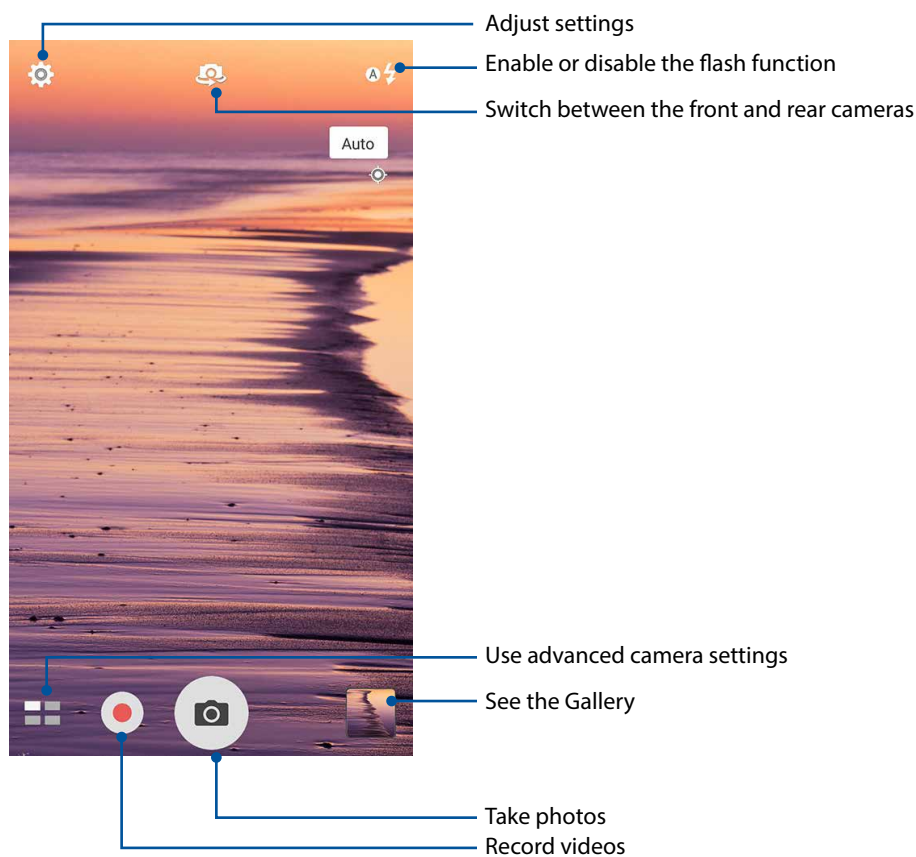 Adjust settings
Enable or disable the flash function
Switch between the front and rear cameras
A
Auto
Use advanced camera settings
See the Gallery
Take photos
Record videos